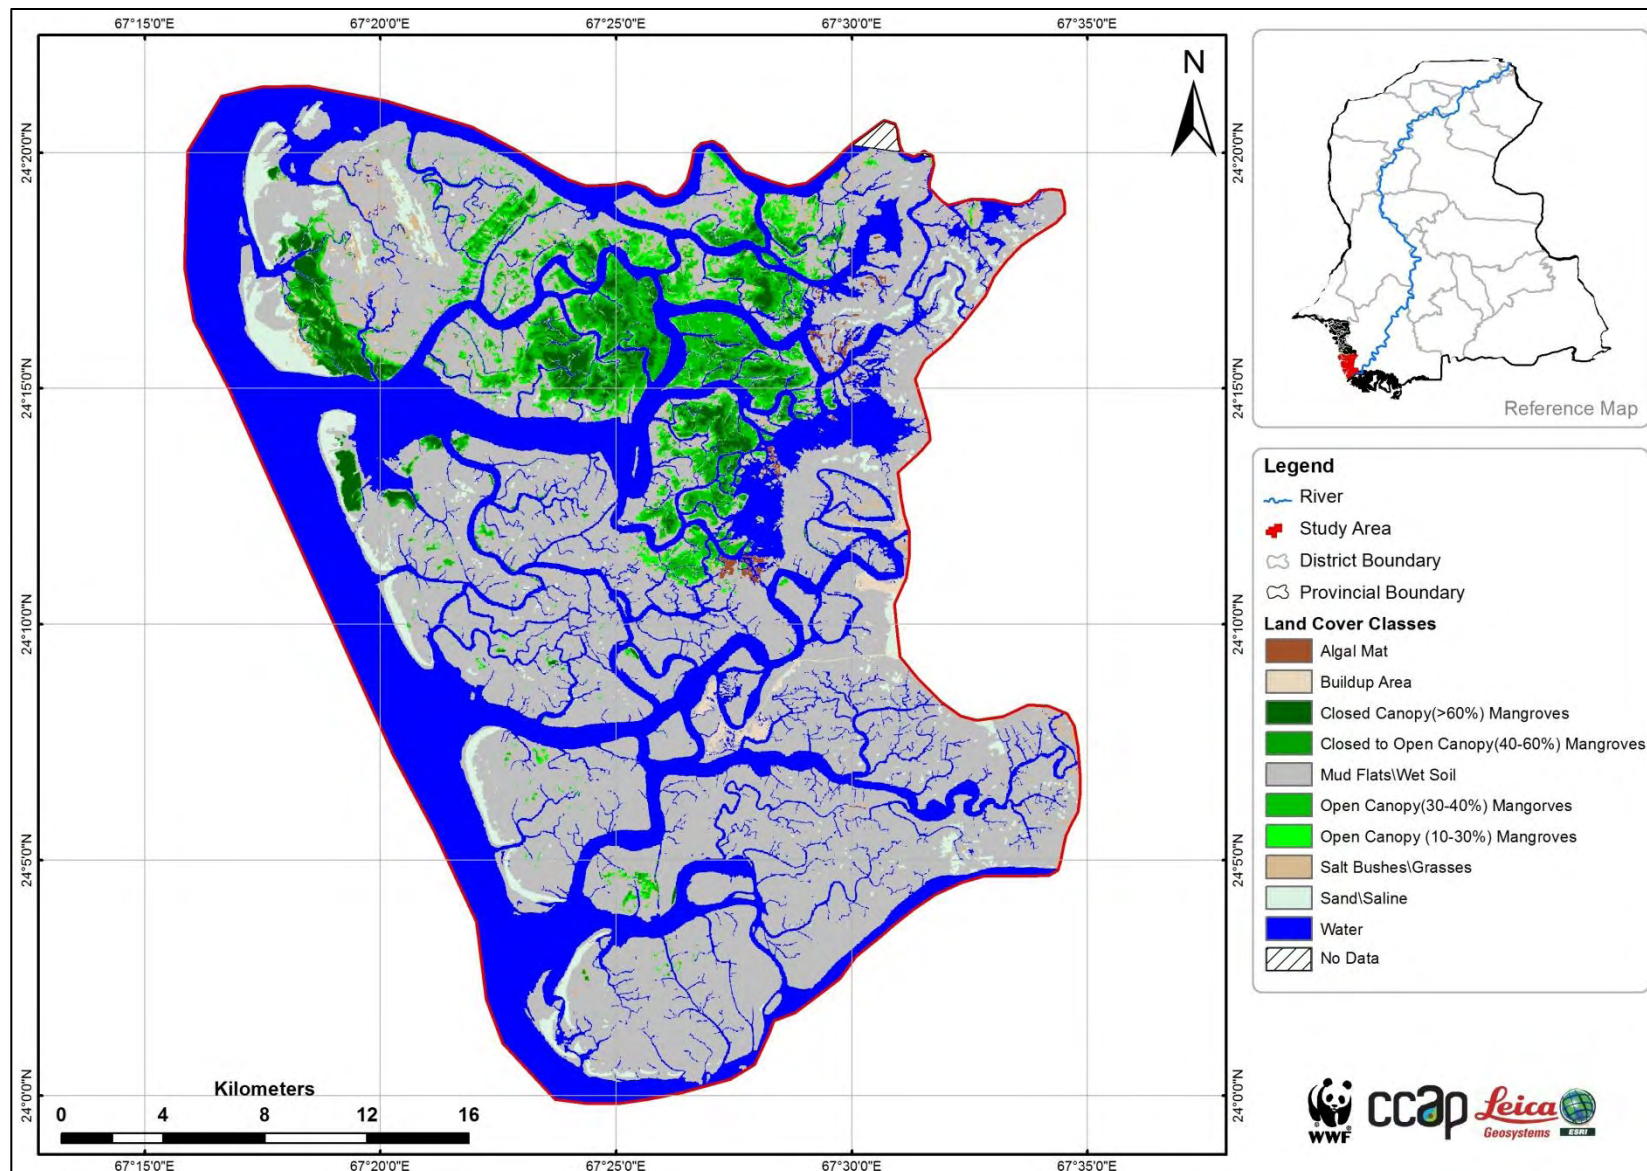 67°15'0"E
67°20'0"E
67°25'0"E
67°30'0"E
67°35'0"E
N
24°20'0"N
24°20'0"N
24°15'0"N
24°15'0"N
24°10'0"N
24°10'0"N
24°5'0"N
24°5'0"N
24°0'0"N
24°0'0"N
Kilometers
0 4 8 12 16
67°15'0"E
67°20'0"E
67°25'0"E
67°30'0"E
67°35'0"E
Reference Map
Legend
River
Study Area
District Boundary
Provincial Boundary
Land Cover Classes
Algal Mat
Buildup Area
Closed Canopy(>60%) Mangroves
Closed to Open Canopy(40-60%) Mangroves
Mud Flats\Wet Soil
Open Canopy(30-40%) Mangorves
Open Canopy (10-30%) Mangroves
Salt Bushes\Grasses
Sand\Saline
Water
No Data
WWF
ccap
Leica
Geosystems
ESRI